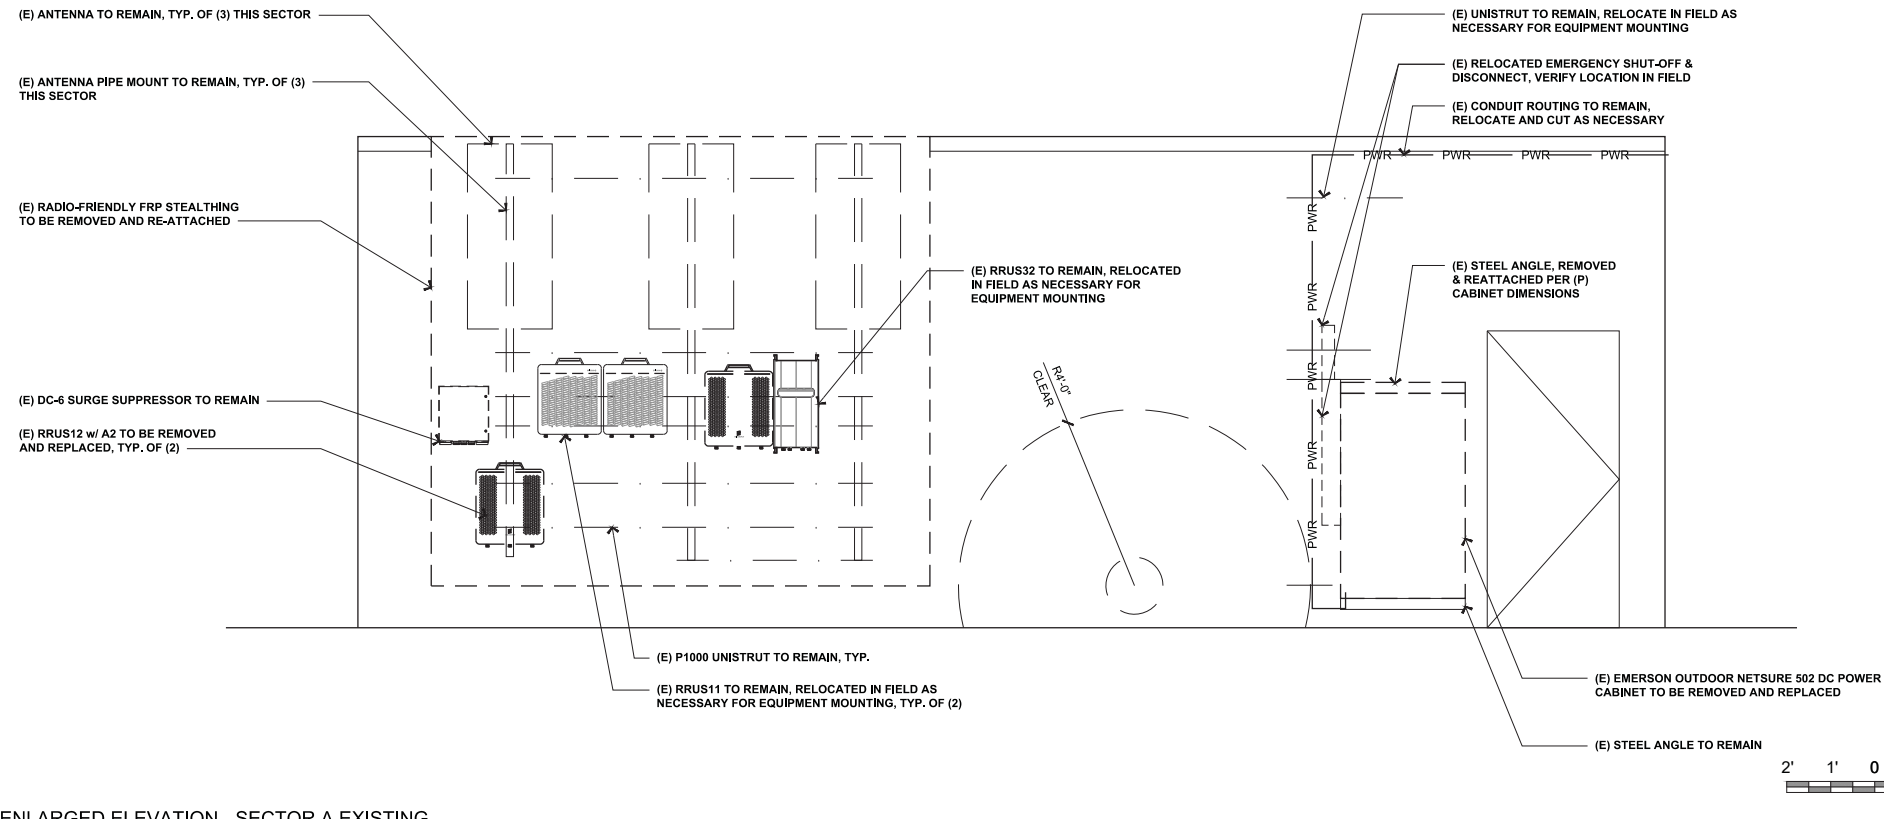 (E) ANTENNA TO REMAIN, TYP. OF (3) THIS SECTOR
(E) ANTENNA PIPE MOUNT TO REMAIN, TYP. OF (3)
THIS SECTOR
(E) RADIO-FRIENDLY FRP STEALTHING
TO BE REMOVED AND RE-ATTACHED
(E) DC-6 SURGE SUPPRESSOR TO REMAIN
(E) RRUS12 w/ A2 TO BE REMOVED
AND REPLACED, TYP. OF (2)
(E) RRUS32 TO REMAIN, RELOCATED
IN FIELD AS NECESSARY FOR
EQUIPMENT MOUNTING
R4'-0"
CLEAR
(E) UNISTRUT TO REMAIN, RELOCATE IN FIELD AS
NECESSARY FOR EQUIPMENT MOUNTING
(E) RELOCATED EMERGENCY SHUT-OFF &
DISCONNECT, VERIFY LOCATION IN FIELD
(E) CONDUIT ROUTING TO REMAIN,
RELOCATE AND CUT AS NECESSARY
PWR
PWR
PWR
PWR
PWR
PWR
PWR
PWR
PWR
(E) STEEL ANGLE, REMOVED
& REATTACHED PER (P)
CABINET DIMENSIONS
(E) P1000 UNISTRUT TO REMAIN, TYP.
(E) RRUS11 TO REMAIN, RELOCATED IN FIELD AS
NECESSARY FOR EQUIPMENT MOUNTING, TYP. OF (2)
(E) EMERSON OUTDOOR NETSURE 502 DC POWER
CABINET TO BE REMOVED AND REPLACED
(E) STEEL ANGLE TO REMAIN
2' 1' 0
ENLARGED ELEVATION - SECTOR A EXISTING